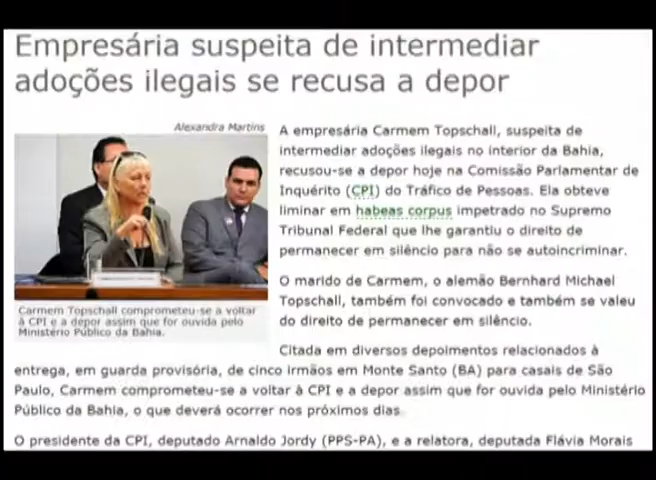 Empresária suspeita de intermediar
adoções ilegais se recusa a depor
Alexandra Martins
Carmem Topschall comprometeu-se a voltar
à CPI e a depor assim que for ouvida pelo
Ministério Público da Bahia.
A empresária Carmem Topschall, suspeita de
intermediar adoções ilegais no interior da Bahia,
recusou-se a depor hoje na Comissão Parlamentar de
Inquérito (CPI) do Tráfico de Pessoas. Ela obteve
liminar em habeas corpus impetrado no Supremo
Tribunal Federal que lhe garantiu o direito de
permanecer em silêncio para não se autoincriminar.
O marido de Carmem, o alemão Bernhard Michael
Topschall, também foi convocado e também se valeu
do direito de permanecer em silêncio.
Citada em diversos depoimentos relacionados à
entrega, em guarda provisória, de cinco irmãos em Monte Santo (BA) para casais de São
Paulo, Carmem comprometeu-se a voltar à CPI e a depor assim que for ouvida pelo Ministério
Público da Bahia, o que deverá ocorrer nos próximos dias.
O presidente da CPI, deputado Arnaldo Jordy (PPS-PA), e a relatora, deputada Flávia Morais